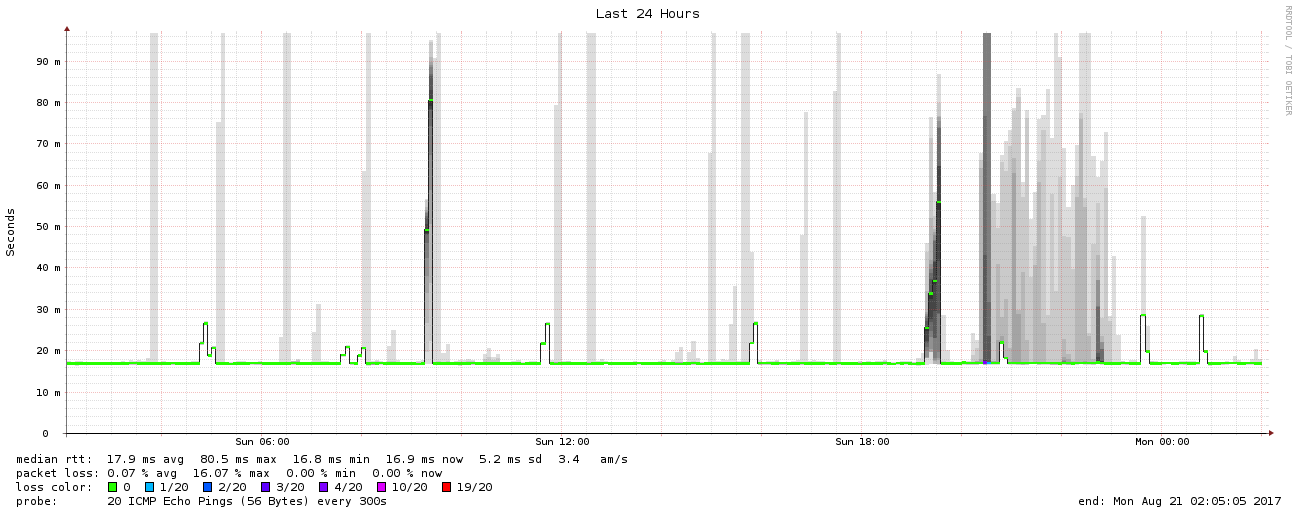 Last 24 Hours
RRDTOOL / TOBI OETIKER
Seconds
90 m
80 m
70 m
60 m
50 m
40 m
30 m
20 m
10 m
0
Sun 06:00 Sun 12:00 Sun 18:00 Mon 00:00
median rtt: 17.9 ms avg 80.5 ms max 16.8 ms min 16.9 ms now 5.2 ms sd 3.4 am/s
packet loss: 0.07 % avg 16.07 % max 0.00 % min 0.00 % now
loss color: 0 1/20 2/20 3/20 4/20 10/20 19/20
probe: 20 ICMP Echo Pings (56 Bytes) every 300s end: Mon Aug 21 02:05:05 2017